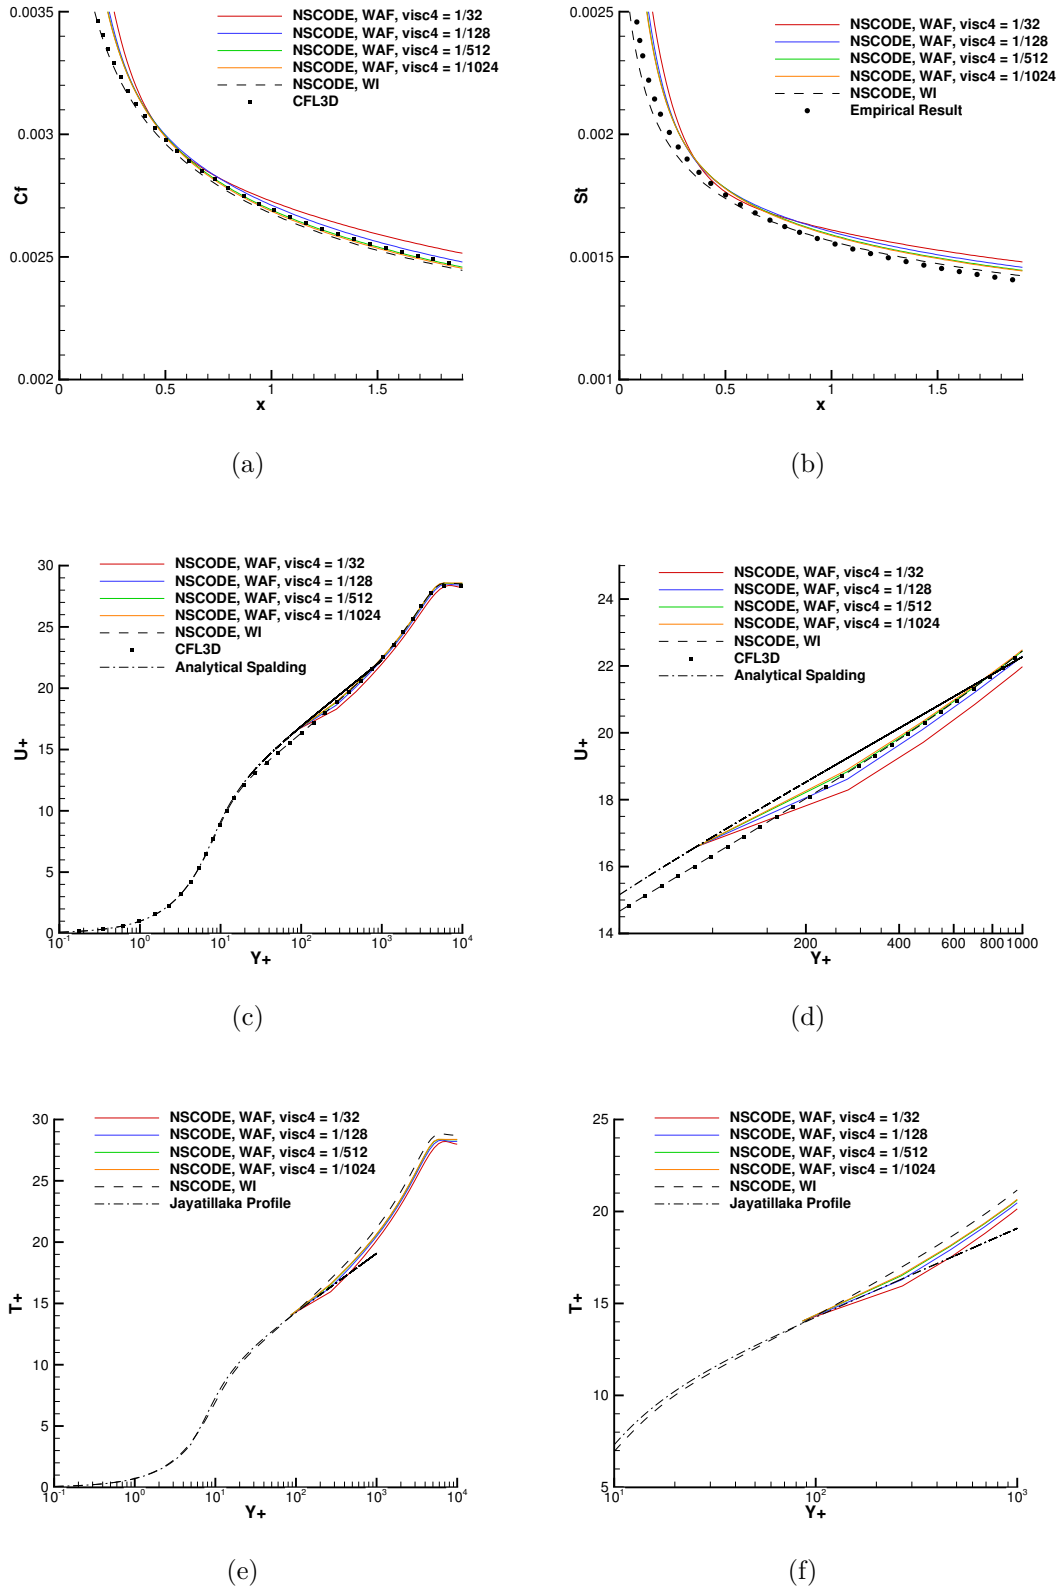 0.0035
0.003
0.0025
0.002
Cf
0
0.5
1
1.5
x
NSCODE, WAF, visc4 = 1/32
NSCODE, WAF, visc4 = 1/128
NSCODE, WAF, visc4 = 1/512
NSCODE, WAF, visc4 = 1/1024
NSCODE, WI
CFL3D
(a)
0.0025
0.002
0.0015
0.001
St
0
0.5
1
1.5
x
NSCODE, WAF, visc4 = 1/32
NSCODE, WAF, visc4 = 1/128
NSCODE, WAF, visc4 = 1/512
NSCODE, WAF, visc4 = 1/1024
NSCODE, WI
Empirical Result
(b)
30
25
20
15
10
5
0
U+
10-1
100
101
102
103
104
Y+
NSCODE, WAF, visc4 = 1/32
NSCODE, WAF, visc4 = 1/128
NSCODE, WAF, visc4 = 1/512
NSCODE, WAF, visc4 = 1/1024
NSCODE, WI
CFL3D
Analytical Spalding
(c)
24
22
20
18
16
14
U+
200
400
600
800
1000
Y+
NSCODE, WAF, visc4 = 1/32
NSCODE, WAF, visc4 = 1/128
NSCODE, WAF, visc4 = 1/512
NSCODE, WAF, visc4 = 1/1024
NSCODE, WI
CFL3D
Analytical Spalding
(d)
30
25
20
15
10
5
0
T+
10-1
100
101
102
103
104
Y+
NSCODE, WAF, visc4 = 1/32
NSCODE, WAF, visc4 = 1/128
NSCODE, WAF, visc4 = 1/512
NSCODE, WAF, visc4 = 1/1024
NSCODE, WI
Jayatillaka Profile
(e)
25
20
15
10
5
T+
101
102
103
Y+
NSCODE, WAF, visc4 = 1/32
NSCODE, WAF, visc4 = 1/128
NSCODE, WAF, visc4 = 1/512
NSCODE, WAF, visc4 = 1/1024
NSCODE, WI
Jayatillaka Profile
(f)